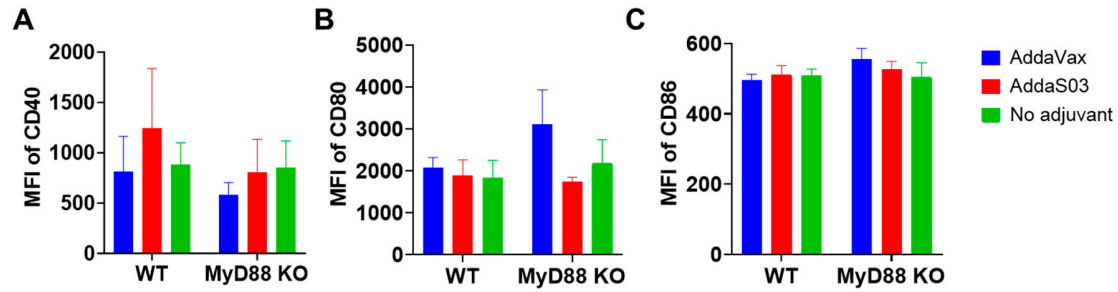 A
MFI of CD40
2000
1500
1000
500
0
WT MyD88 KO
B
MFI of CD80
5000
4000
3000
2000
1000
0
WT MyD88 KO
C
MFI of CD86
600
400
200
0
WT MyD88 KO
AddaVax
AddaS03
No adjuvant